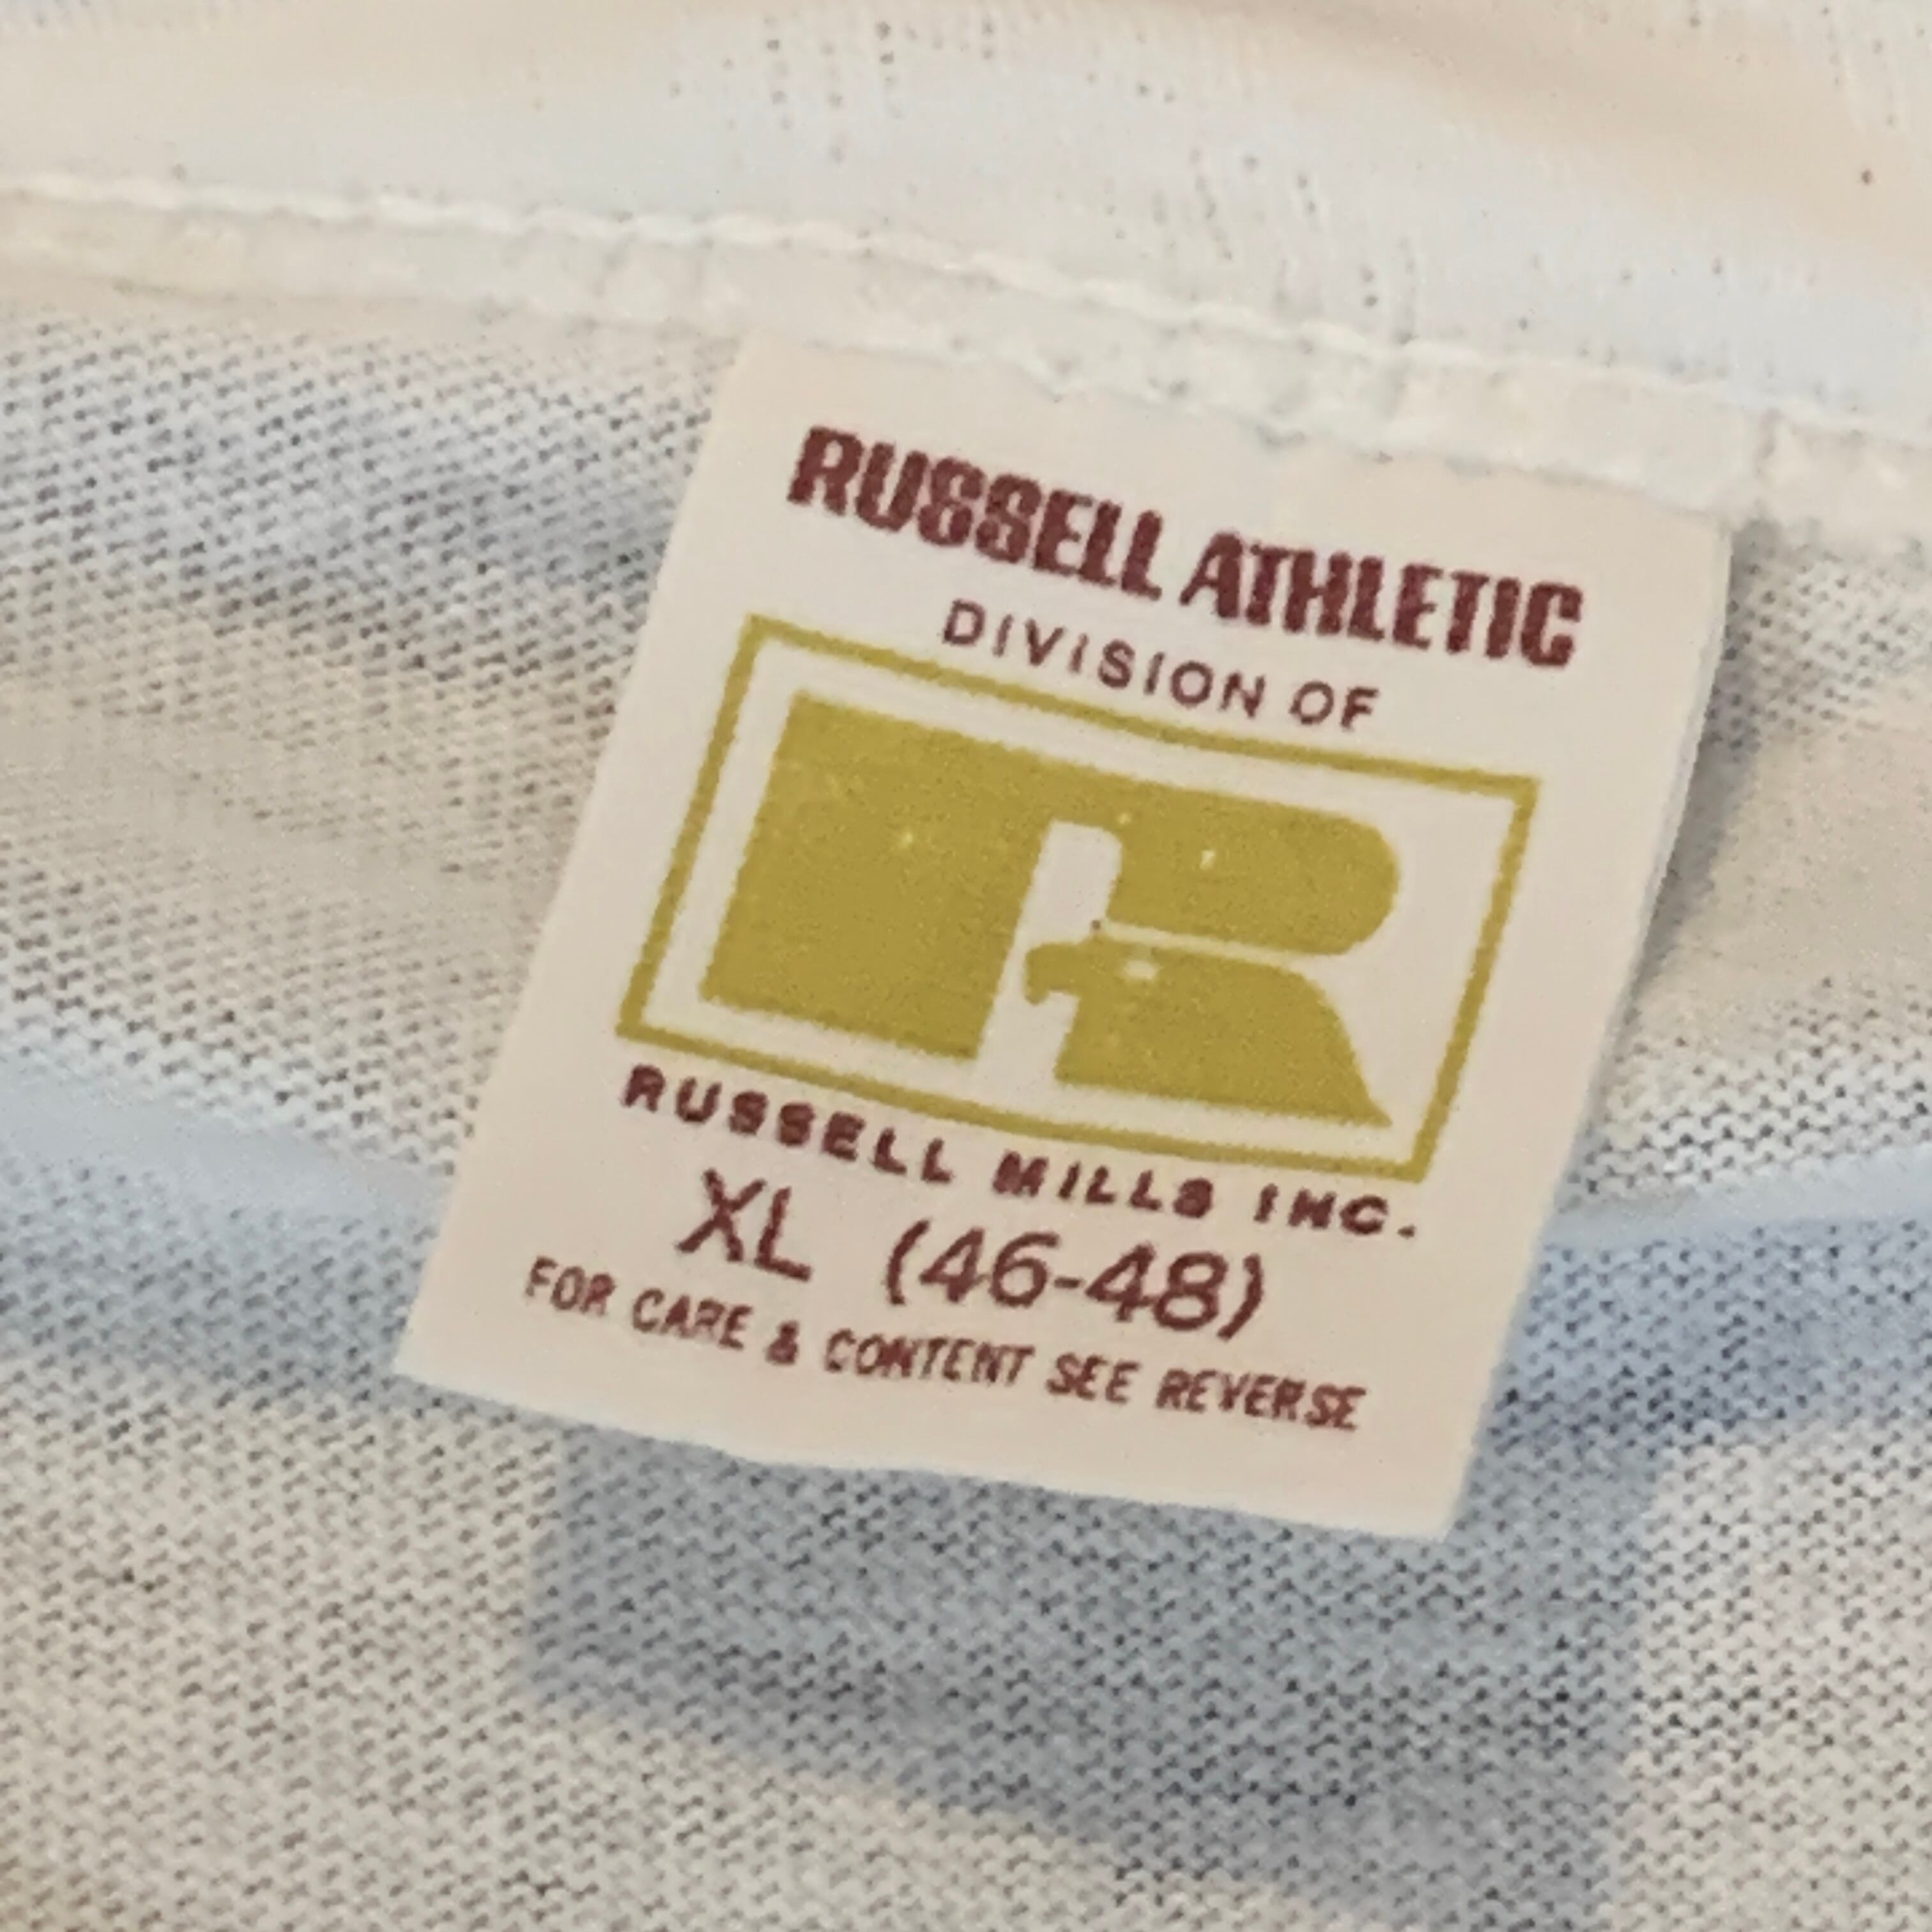 RUSSELL ATHLETIC
DIVISION OF
R
RUSSELL MILLS INC.
XL (46-48)
FOR CARE & CONTENT SEE REVERSE